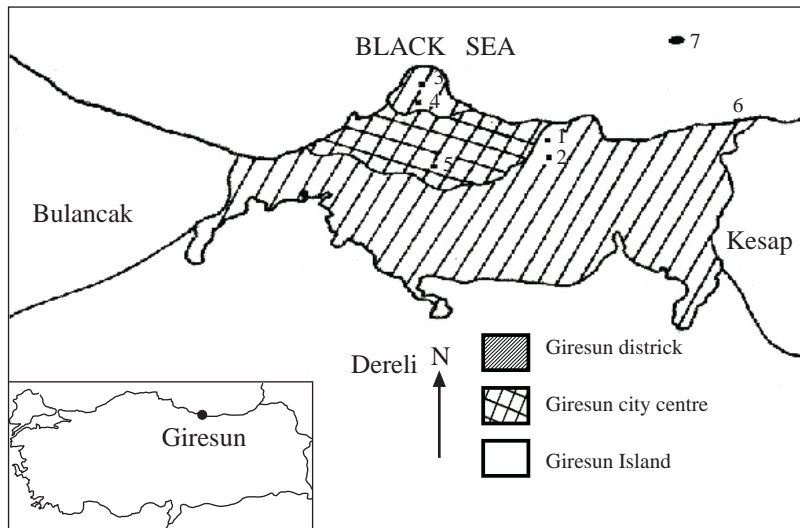 BLACK SEA
7
3
4
6
1
2
5
Bulancak
Kesap
Dereli
N
Giresun districk
Giresun city centre
Giresun Island
Giresun